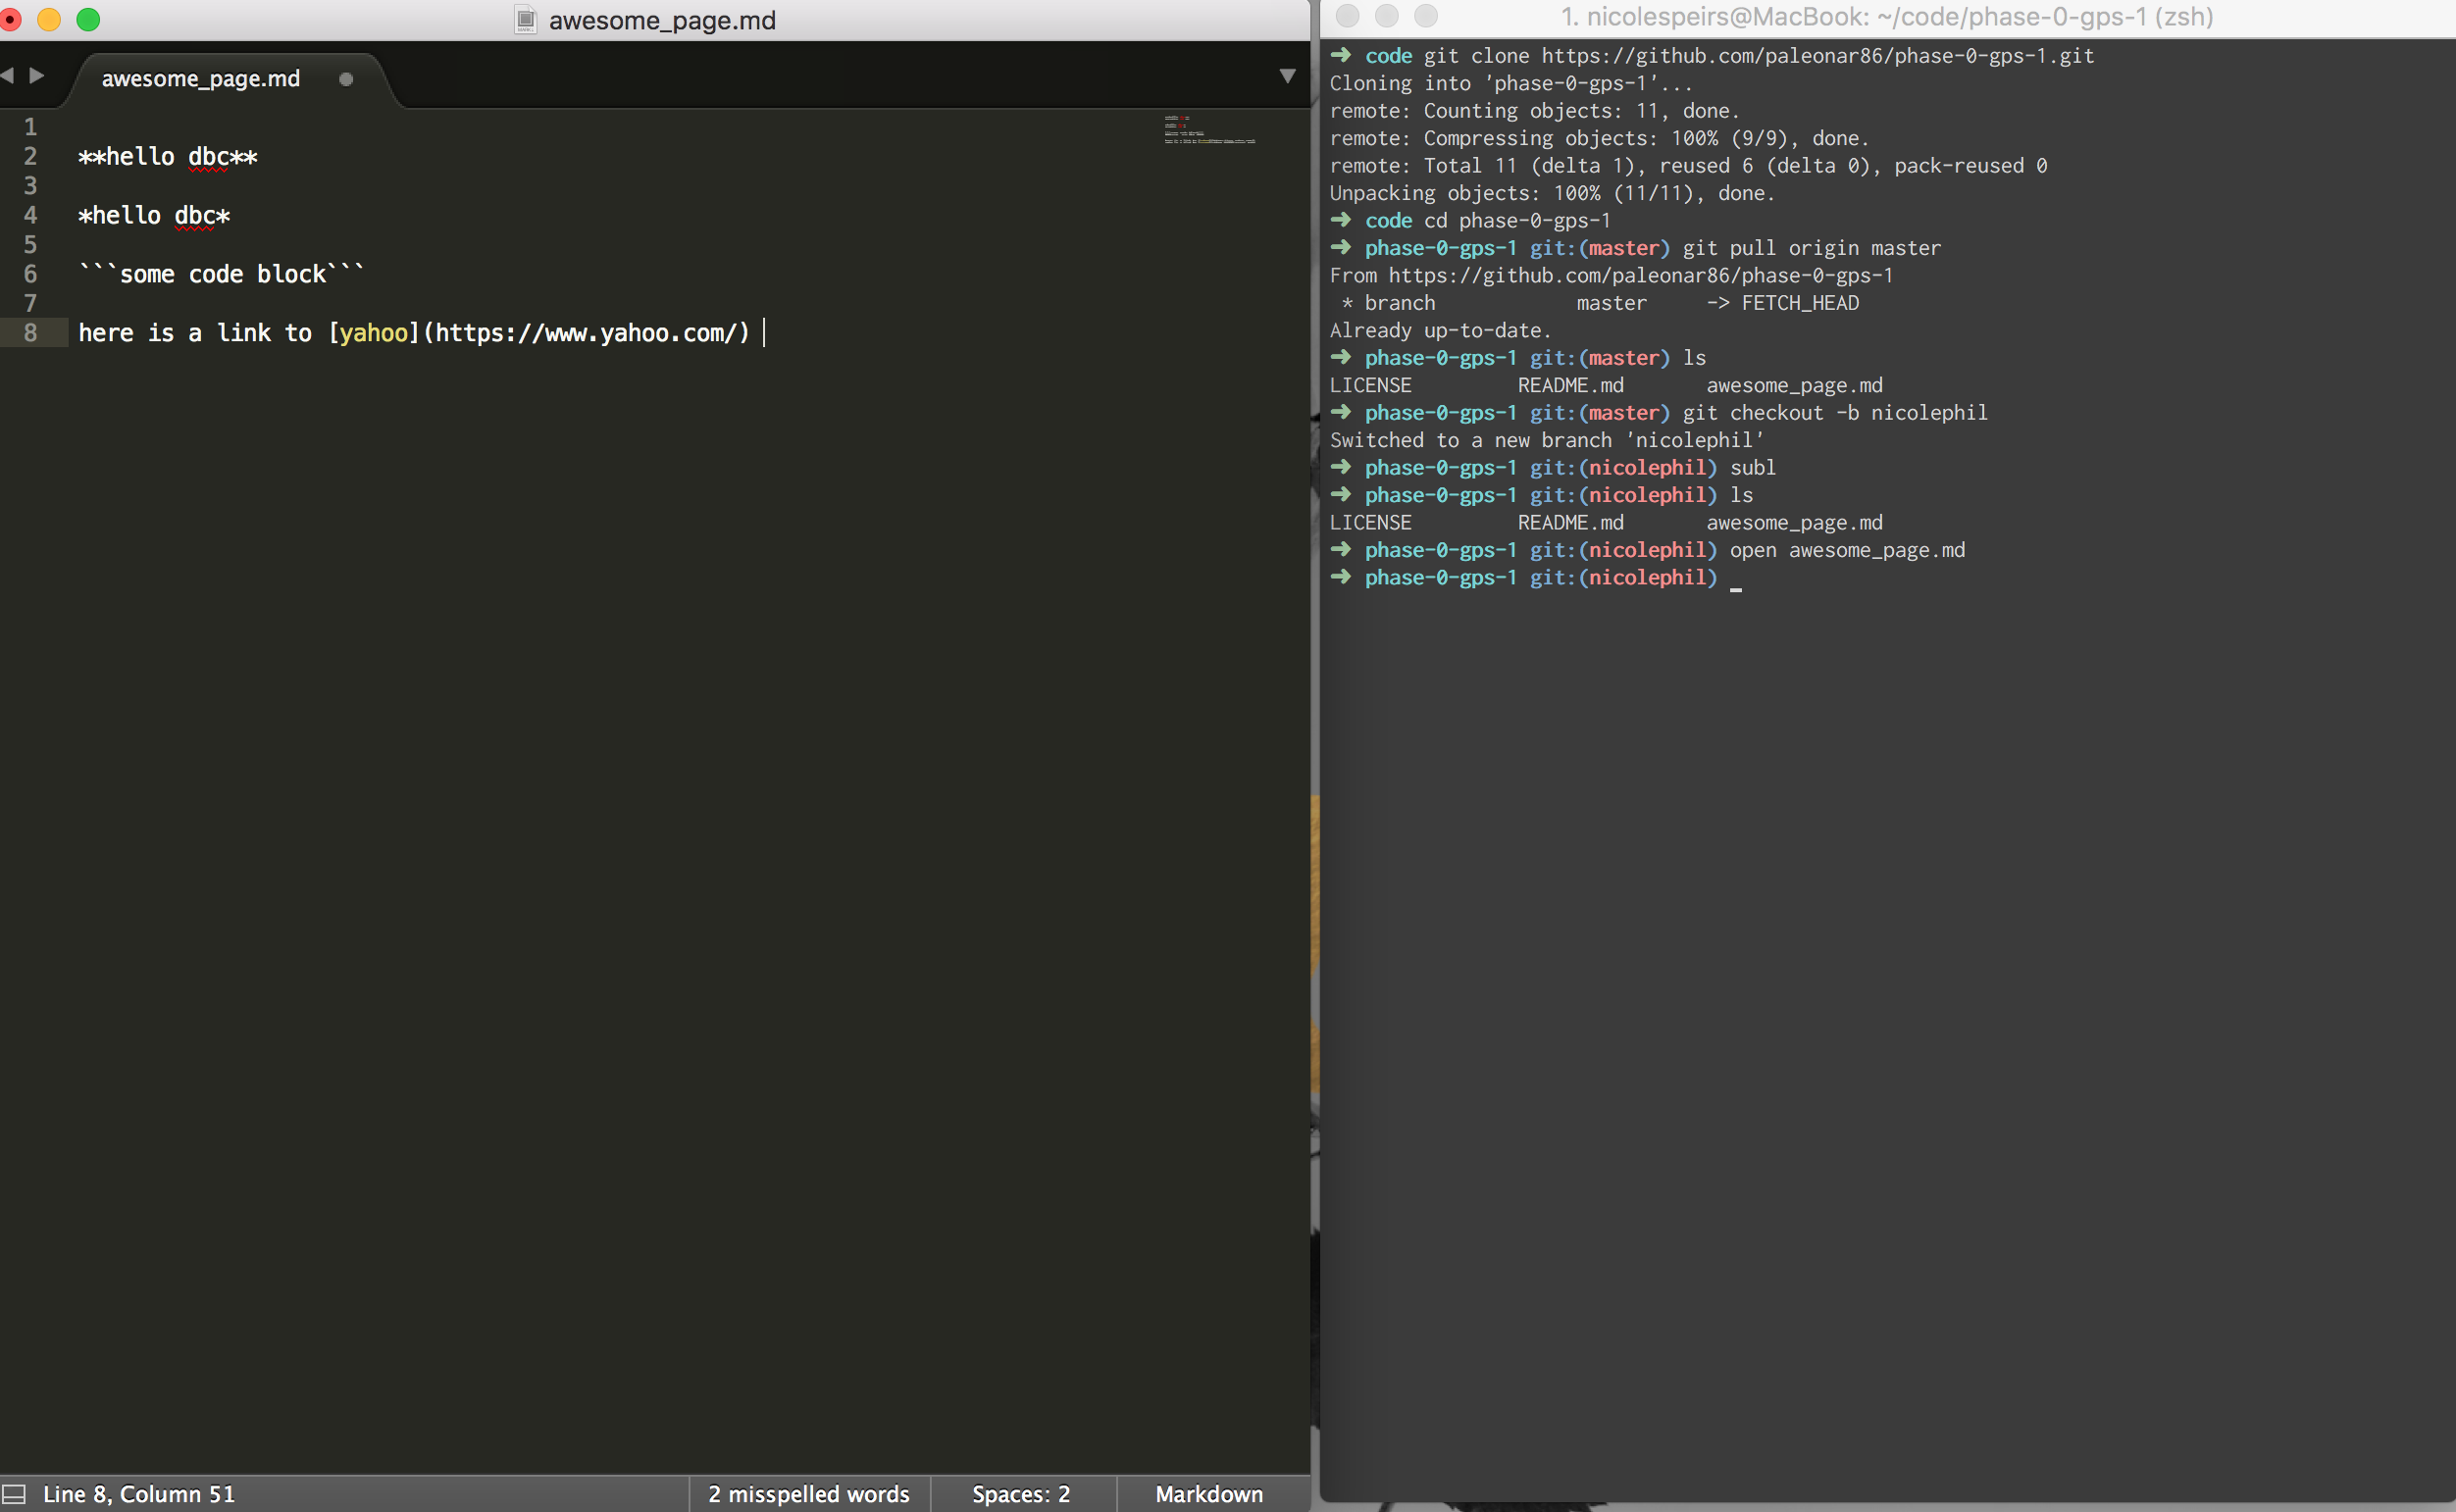 awesome_page.md
awesome_page.md
1
2 **hello dbc**
3
4 *hello dbc*
5
6 ```some code block```
7
8 here is a link to [yahoo](https://www.yahoo.com/)
Line 8, Column 51
2 misspelled words
Spaces: 2
Markdown
1. nicolespeirs@MacBook: ~/code/phase-0-gps-1 (zsh)
➜ code git clone https://github.com/paleonar86/phase-0-gps-1.git
Cloning into 'phase-0-gps-1'...
remote: Counting objects: 11, done.
remote: Compressing objects: 100% (9/9), done.
remote: Total 11 (delta 1), reused 6 (delta 0), pack-reused 0
Unpacking objects: 100% (11/11), done.
➜ code cd phase-0-gps-1
➜ phase-0-gps-1 git:(master) git pull origin master
From https://github.com/paleonar86/phase-0-gps-1
* branch master -> FETCH_HEAD
Already up-to-date.
➜ phase-0-gps-1 git:(master) ls
LICENSE README.md awesome_page.md
➜ phase-0-gps-1 git:(master) git checkout -b nicolephil
Switched to a new branch 'nicolephil'
➜ phase-0-gps-1 git:(nicolephil) subl
➜ phase-0-gps-1 git:(nicolephil) ls
LICENSE README.md awesome_page.md
➜ phase-0-gps-1 git:(nicolephil) open awesome_page.md
➜ phase-0-gps-1 git:(nicolephil) _